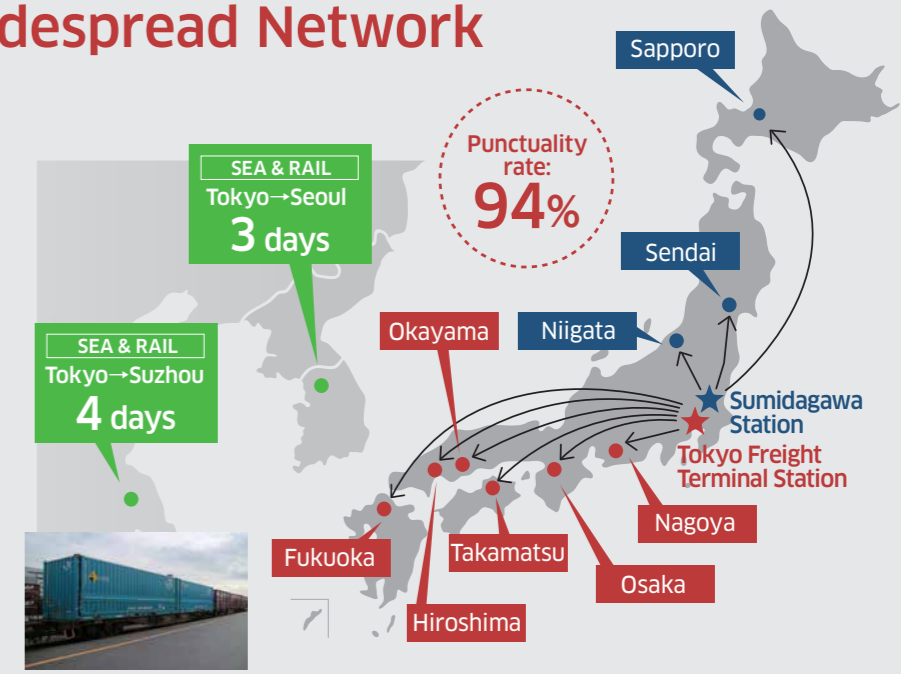 despread Network
Sapporo
Punctuality
rate:
94%
SEA & RAIL
Tokyo→Seoul
3 days
Sendai
Okayama
Niigata
SEA & RAIL
Tokyo→Suzhou
4 days
Sumidagawa
Station
Tokyo Freight
Terminal Station
Nagoya
Fukuoka
Takamatsu
Osaka
Hiroshima